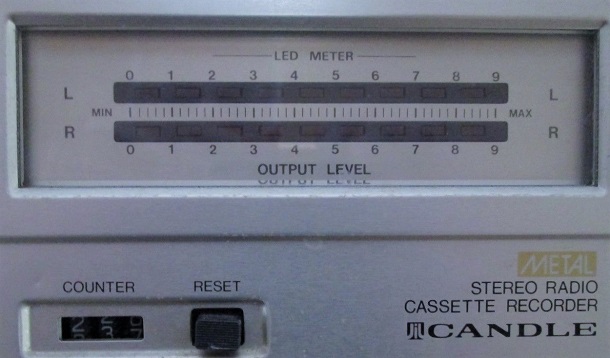 LED METER
0 1 2 3 4 5 6 7 8 9
L L
MIN MAX
R R
0 1 2 3 4 5 6 7 8 9
OUTPUT LEVEL
METAL
COUNTER RESET STEREO RADIO
CASSETTE RECORDER
CANDLE